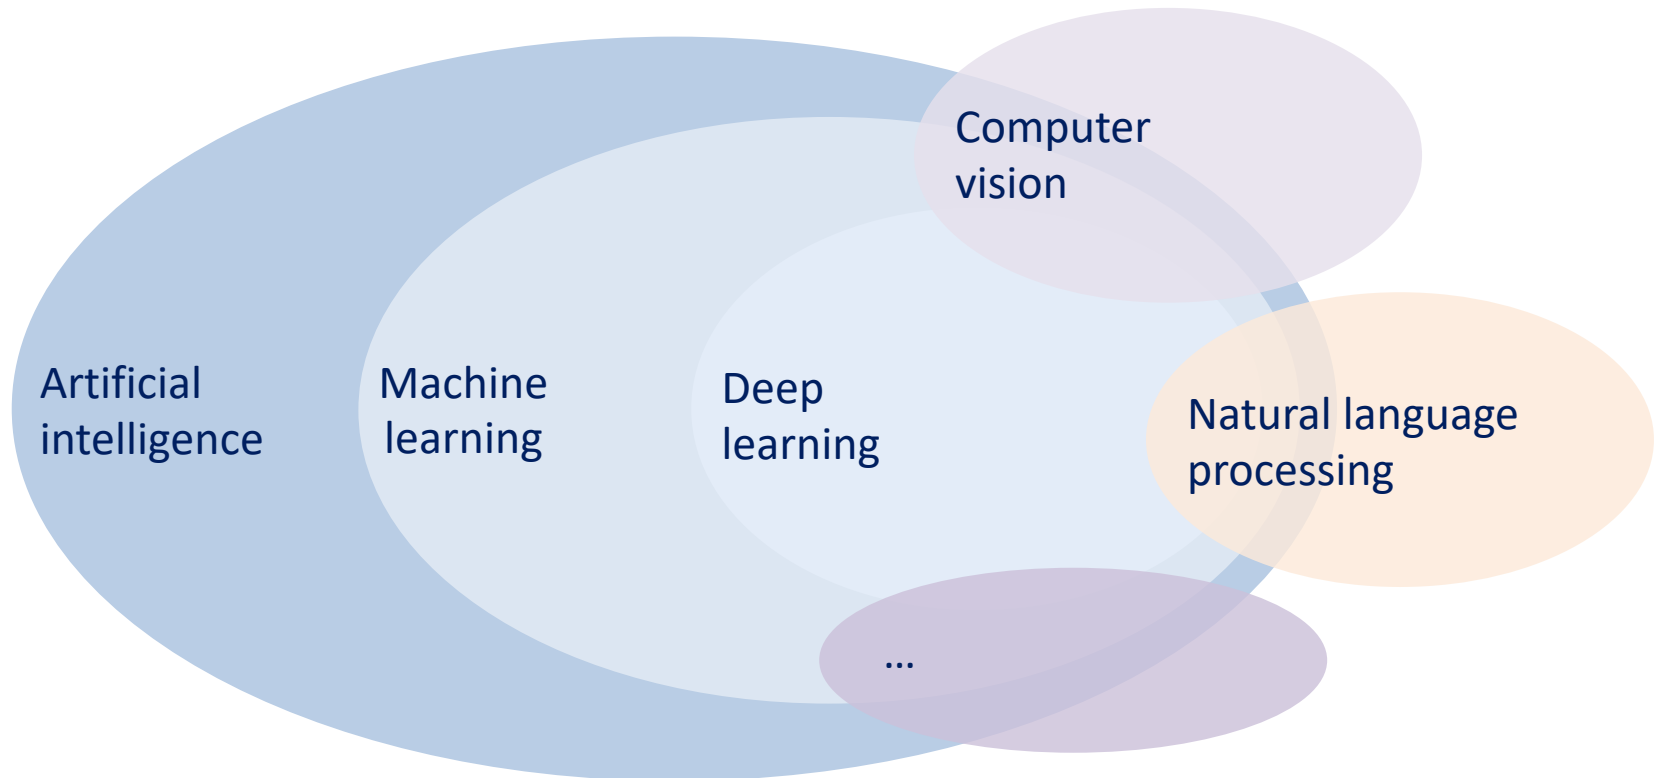 Computer
vision
Artificial
intelligence
Machine
learning
Deep
learning
Natural language
processing
...